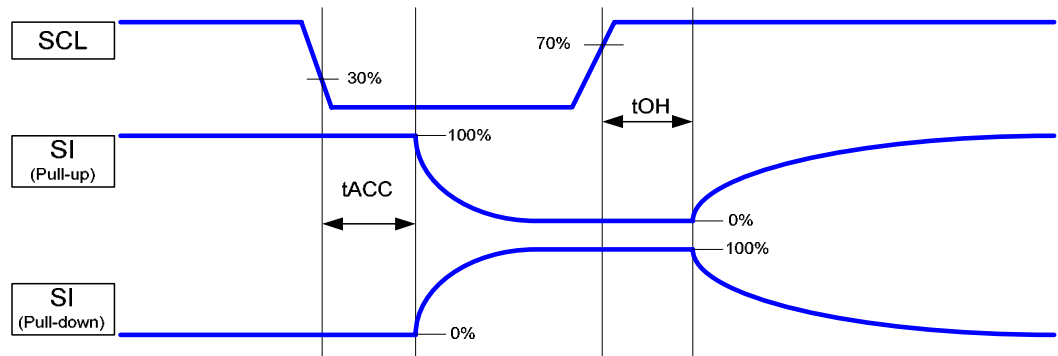 SCL
30%
70%
tOH
SI
(Pull-up)
100%
tACC
0%
100%
SI
(Pull-down)
0%